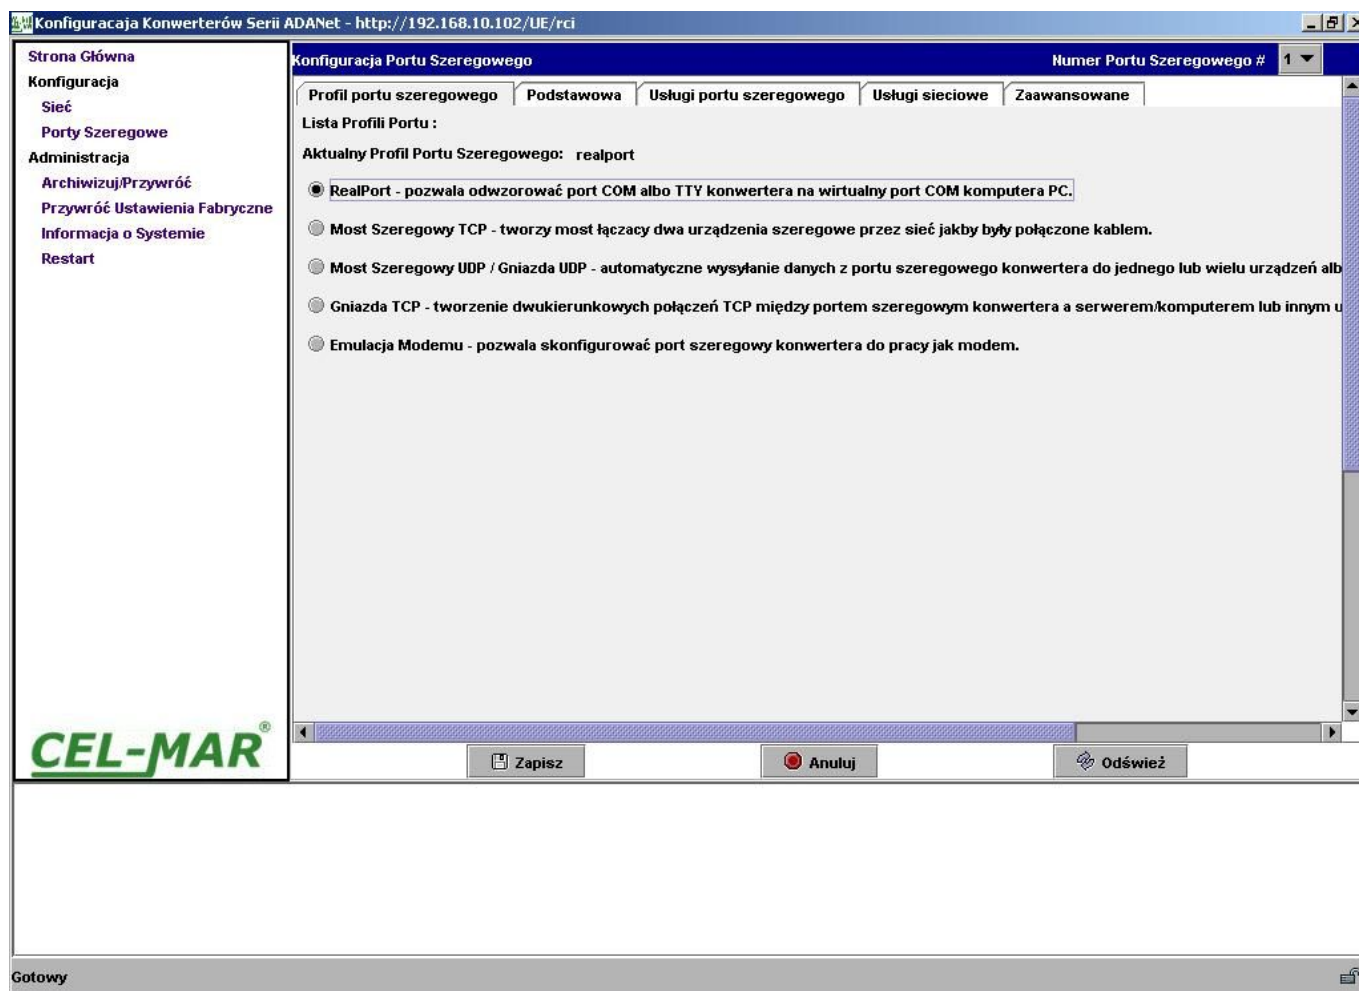 Konfiguracaja Konwerterów Serii ADANet - http://192.168.10.102/UE/rci
Strona Główna
Konfiguracja
Sieć
Porty Szeregowe
Administracja
Archiwizuj/Przywróć
Przywróć Ustawienia Fabryczne
Informacja o Systemie
Restart
CEL-MAR®
Konfiguracja Portu Szeregowego Numer Portu Szeregowego # 1
Profil portu szeregowego Podstawowa Usługi portu szeregowego Usługi sieciowe Zaawansowane
Lista Profili Portu :
Aktualny Profil Portu Szeregowego: realport
RealPort - pozwala odwzorować port COM albo TTY konwertera na wirtualny port COM komputera PC.
Most Szeregowy TCP - tworzy most łączacy dwa urządzenia szeregowe przez sieć jakby były połączone kablem.
Most Szeregowy UDP / Gniazda UDP - automatyczne wysyłanie danych z portu szeregowego konwertera do jednego lub wielu urządzeń alb
Gniazda TCP - tworzenie dwukierunkowych połączeń TCP między portem szeregowym konwertera a serwerem/komputerem lub innym u
Emulacja Modemu - pozwala skonfigurować port szeregowy konwertera do pracy jak modem.
Zapisz Anuluj Odśwież
Gotowy